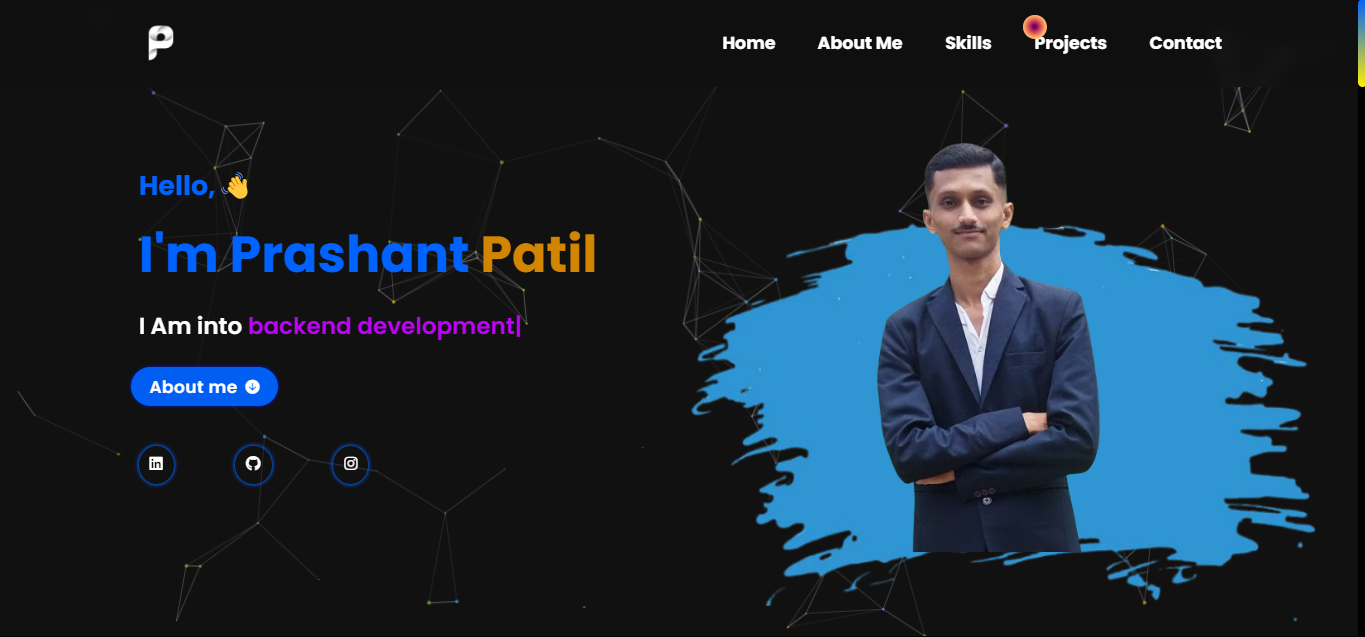 Home About Me Skills Projects Contact
Hello, 👋
I'm Prashant Patil
I Am into backend development|
About me